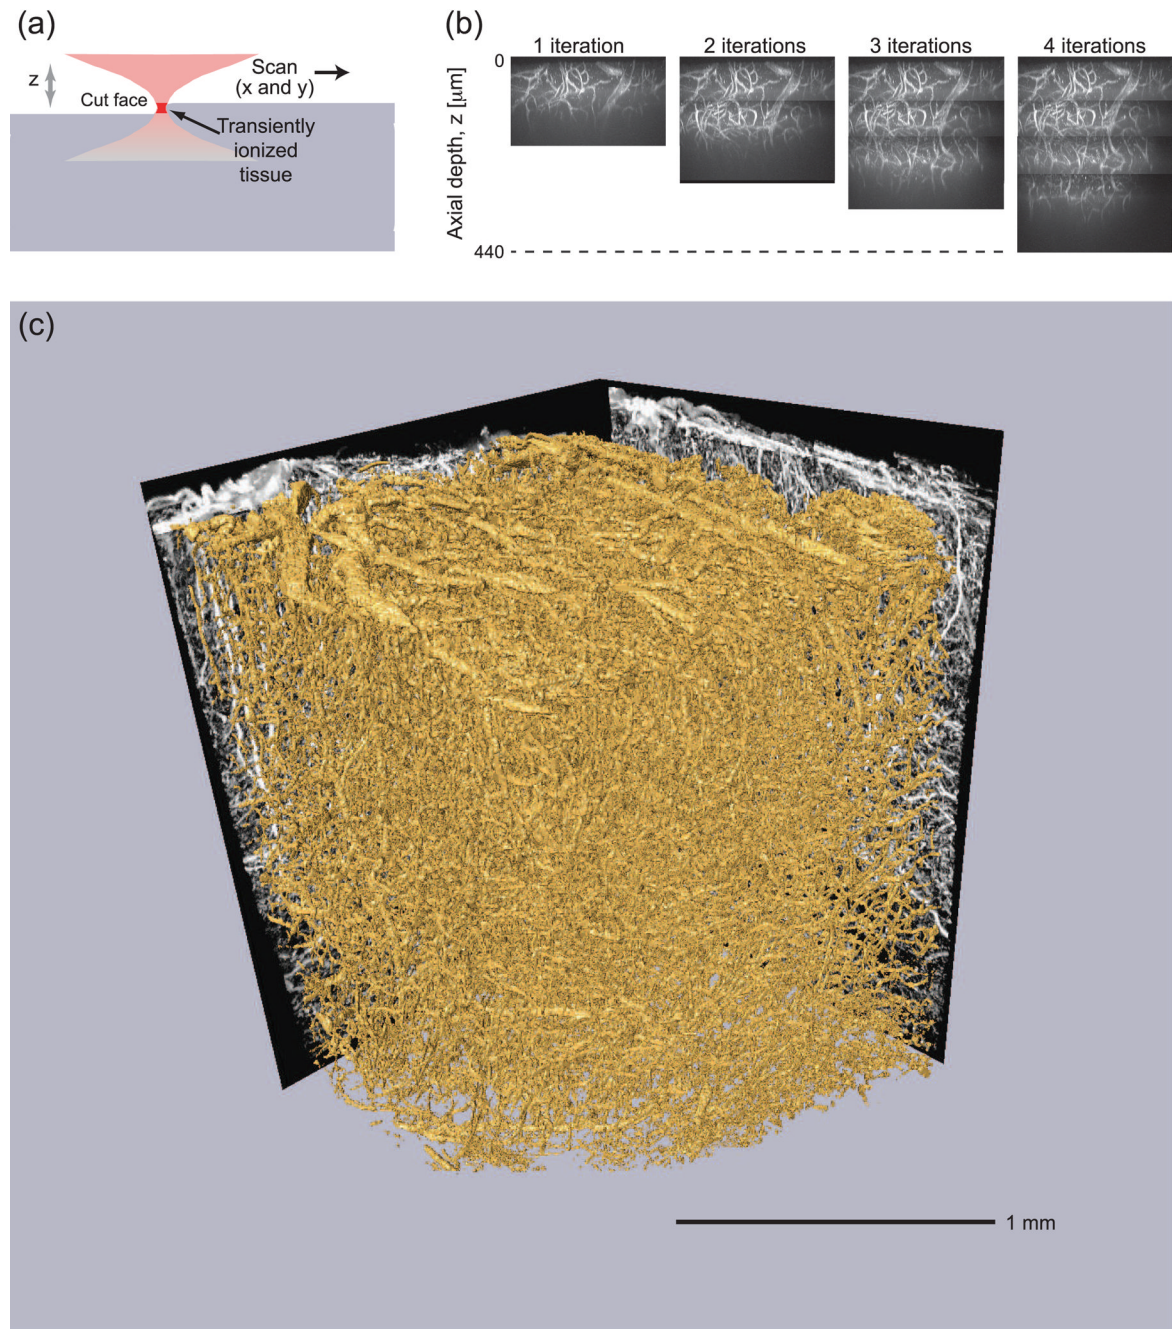 (a)
z
Scan
(x and y)
Cut face
Transiently
ionized
tissue
(b)
1 iteration
2 iterations
3 iterations
4 iterations
0
Axial depth, z [μm]
440
(c)
1 mm